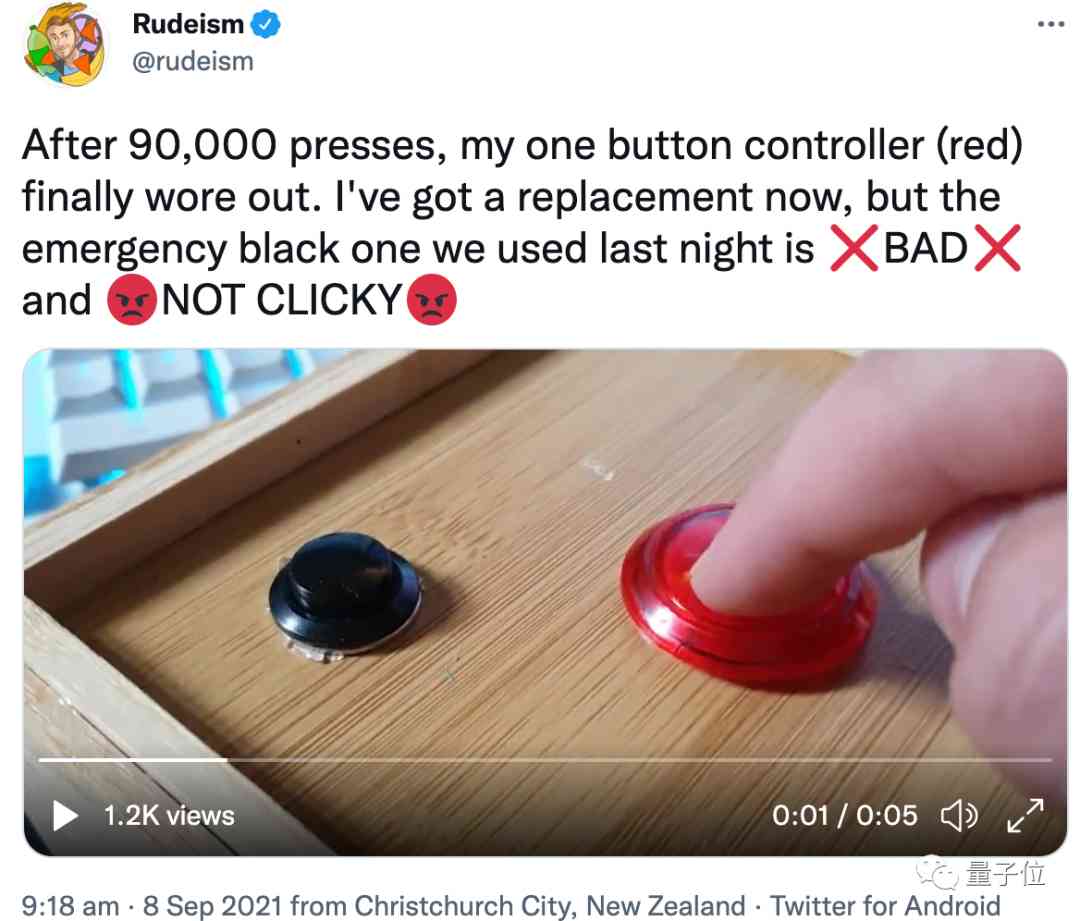 Rudeism
@rudeism
After 90,000 presses, my one button controller (red)
finally wore out. I've got a replacement now, but the
emergency black one we used last night is ❌BAD❌
and 😡NOT CLICKY😡
1.2K views
0:01 / 0:05
量子位
9:18 am · 8 Sep 2021 from Christchurch City, New Zealand · Twitter for Android